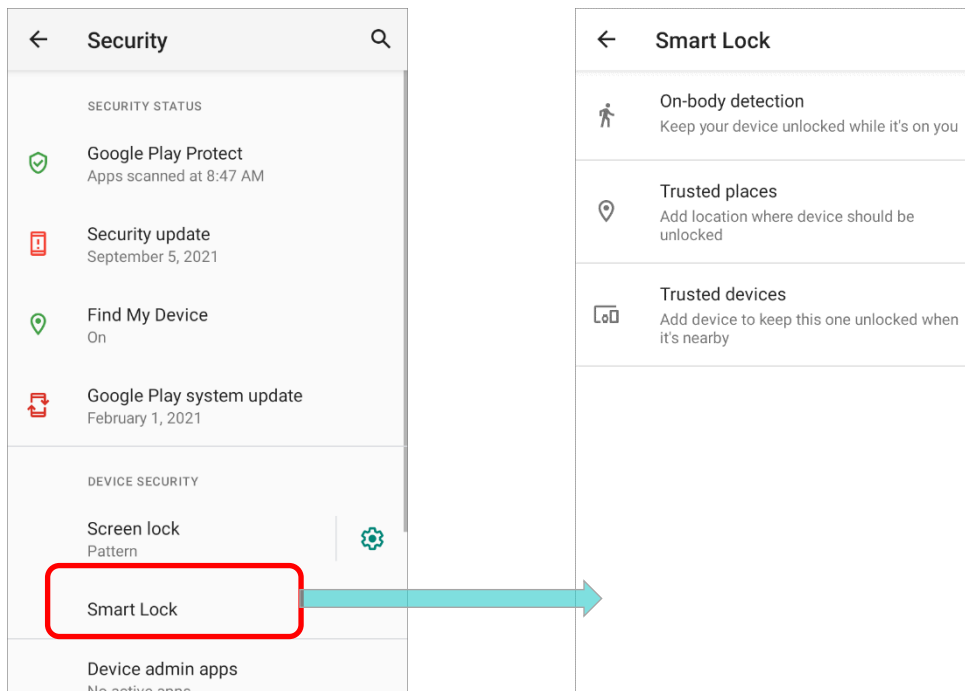 Security
SECURITY STATUS
Google Play Protect
Apps scanned at 8:47 AM
Security update
September 5, 2021
Find My Device
On
Google Play system update
February 1, 2021
DEVICE SECURITY
Screen lock
Pattern
Smart Lock
Device admin apps
No active apps
Smart Lock
On-body detection
Keep your device unlocked while it's on you
Trusted places
Add location where device should be
unlocked
Trusted devices
Add device to keep this one unlocked when
it's nearby